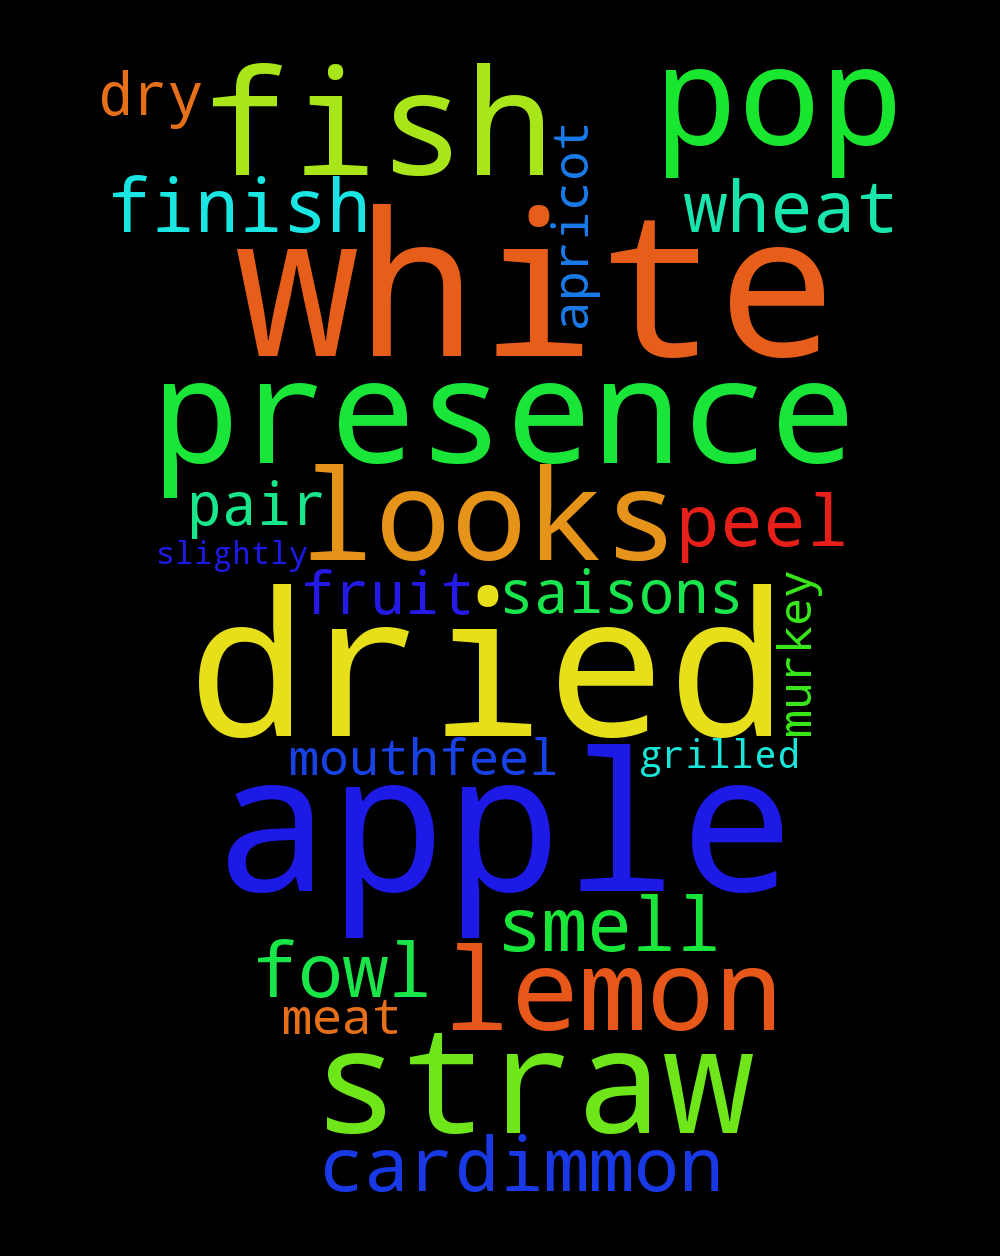 dry
fish
pop
finish
apricot
wheat
white
presence
looks
pair
peel
slightly
fruit
saisons
murkey
dried
mouthfeel
grilled
apple
smell
fowl
lemon
meat
straw
cardimmon